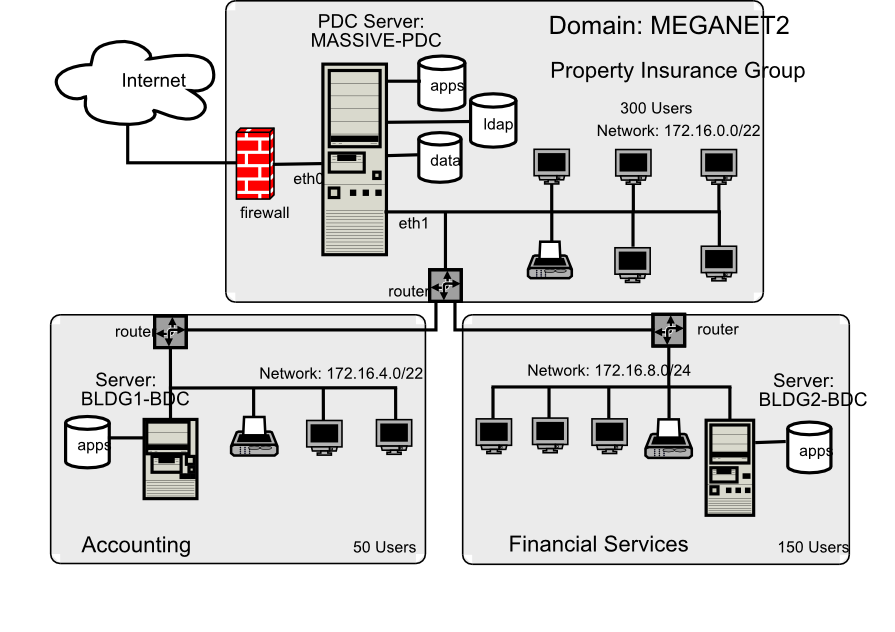 PDC Server:
MASSIVE-PDC
Domain: MEGANET2
Property Insurance Group
Internet
apps
ldap
data
300 Users
Network: 172.16.0.0/22
eth0
firewall
eth1
router
router
Network: 172.16.4.0/22
Server:
BLDG1-BDC
apps
Accounting
50 Users
router
Network: 172.16.8.0/24
Server:
BLDG2-BDC
apps
Financial Services
150 Users